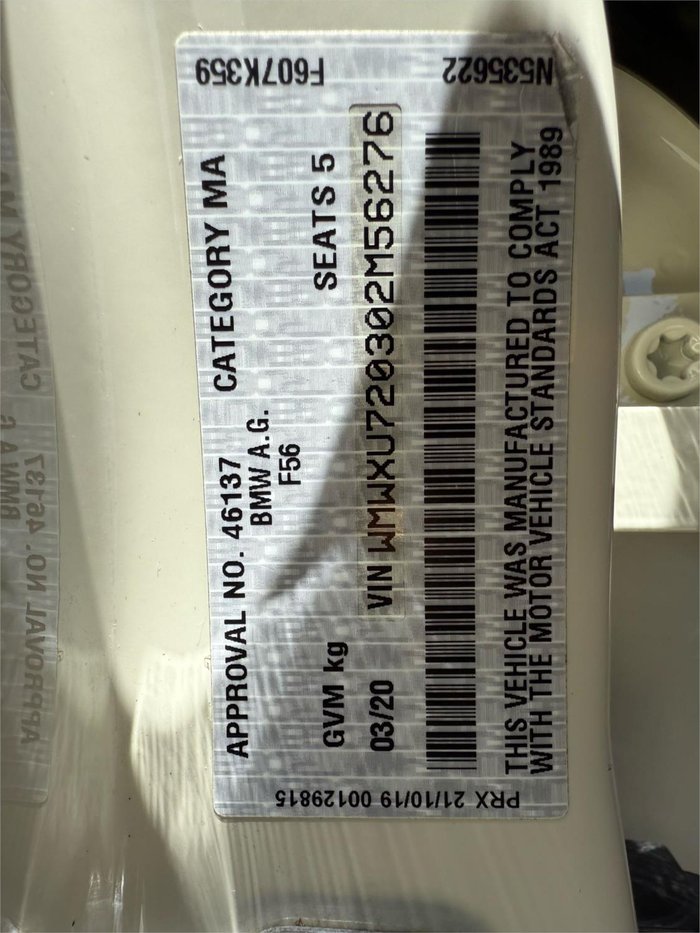 APPROVAL NO. 46137 CATEGORY MA
BMW A.G.
F56
GVM kg SEATS 5
03/20 VIN WMWXU720302M56276
THIS VEHICLE WAS MANUFACTURED TO COMPLY
WITH THE MOTOR VEHICLE STANDARDS ACT 1989
F607K359
N535622
PRX 21/10/19 00129815